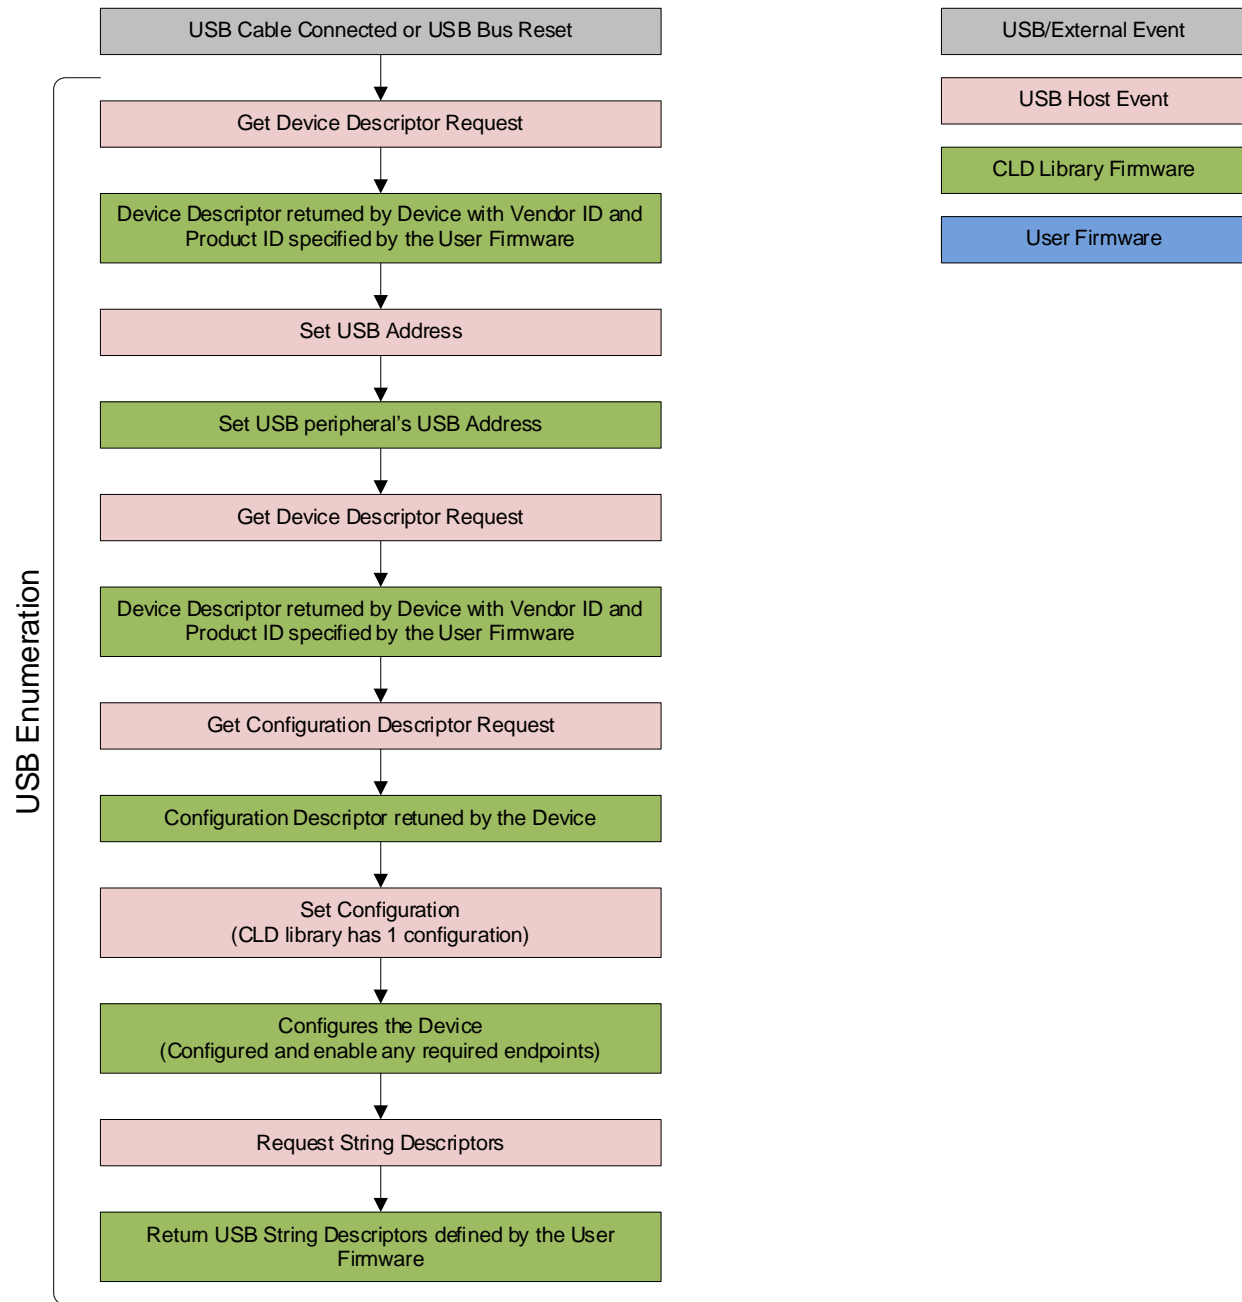 USB Cable Connected or USB Bus Reset
Get Device Descriptor Request
Device Descriptor returned by Device with Vendor ID and
Product ID specified by the User Firmware
Set USB Address
Set USB peripheral's USB Address
Get Device Descriptor Request
Device Descriptor returned by Device with Vendor ID and
Product ID specified by the User Firmware
Get Configuration Descriptor Request
Configuration Descriptor retuned by the Device
Set Configuration
(CLD library has 1 configuration)
Configures the Device
(Configured and enable any required endpoints)
Request String Descriptors
Return USB String Descriptors defined by the User
Firmware
USB Enumeration
USB/External Event
USB Host Event
CLD Library Firmware
User Firmware